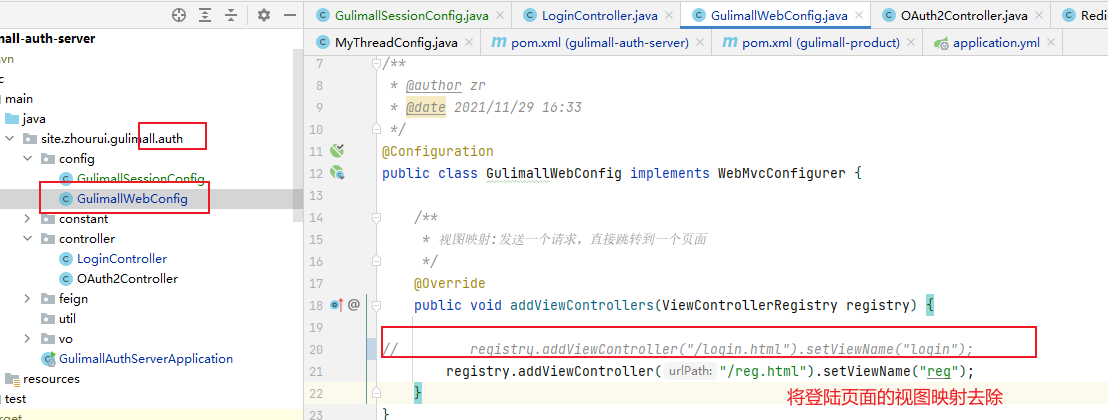 mall-auth-server
GulimallSessionConfig.java
LoginController.java
GulimallWebConfig.java
OAuth2Controller.java
Redi
MyThreadConfig.java
pom.xml (gulimall-auth-server)
pom.xml (gulimall-product)
application.yml
vn
c
main
java
site.zhourui.gulimall.auth
config
GulimallSessionConfig
GulimallWebConfig
constant
controller
LoginController
OAuth2Controller
feign
util
vo
GulimallAuthServerApplication
resources
test
target
7 /**
8 * @author zr
9 * @date 2021/11/29 16:33
10 */
11 @Configuration
12 public class GulimallWebConfig implements WebMvcConfigurer {
13
14 /**
15 * 视图映射:发送一个请求，直接跳转到一个页面
16 */
17 @Override
18 public void addViewControllers(ViewControllerRegistry registry) {
19
20 // registry.addViewController("/login.html").setViewName("login");
21 registry.addViewController( urlPath: "/reg.html").setViewName("reg");
22 }
23 }
将登陆页面的视图映射去除